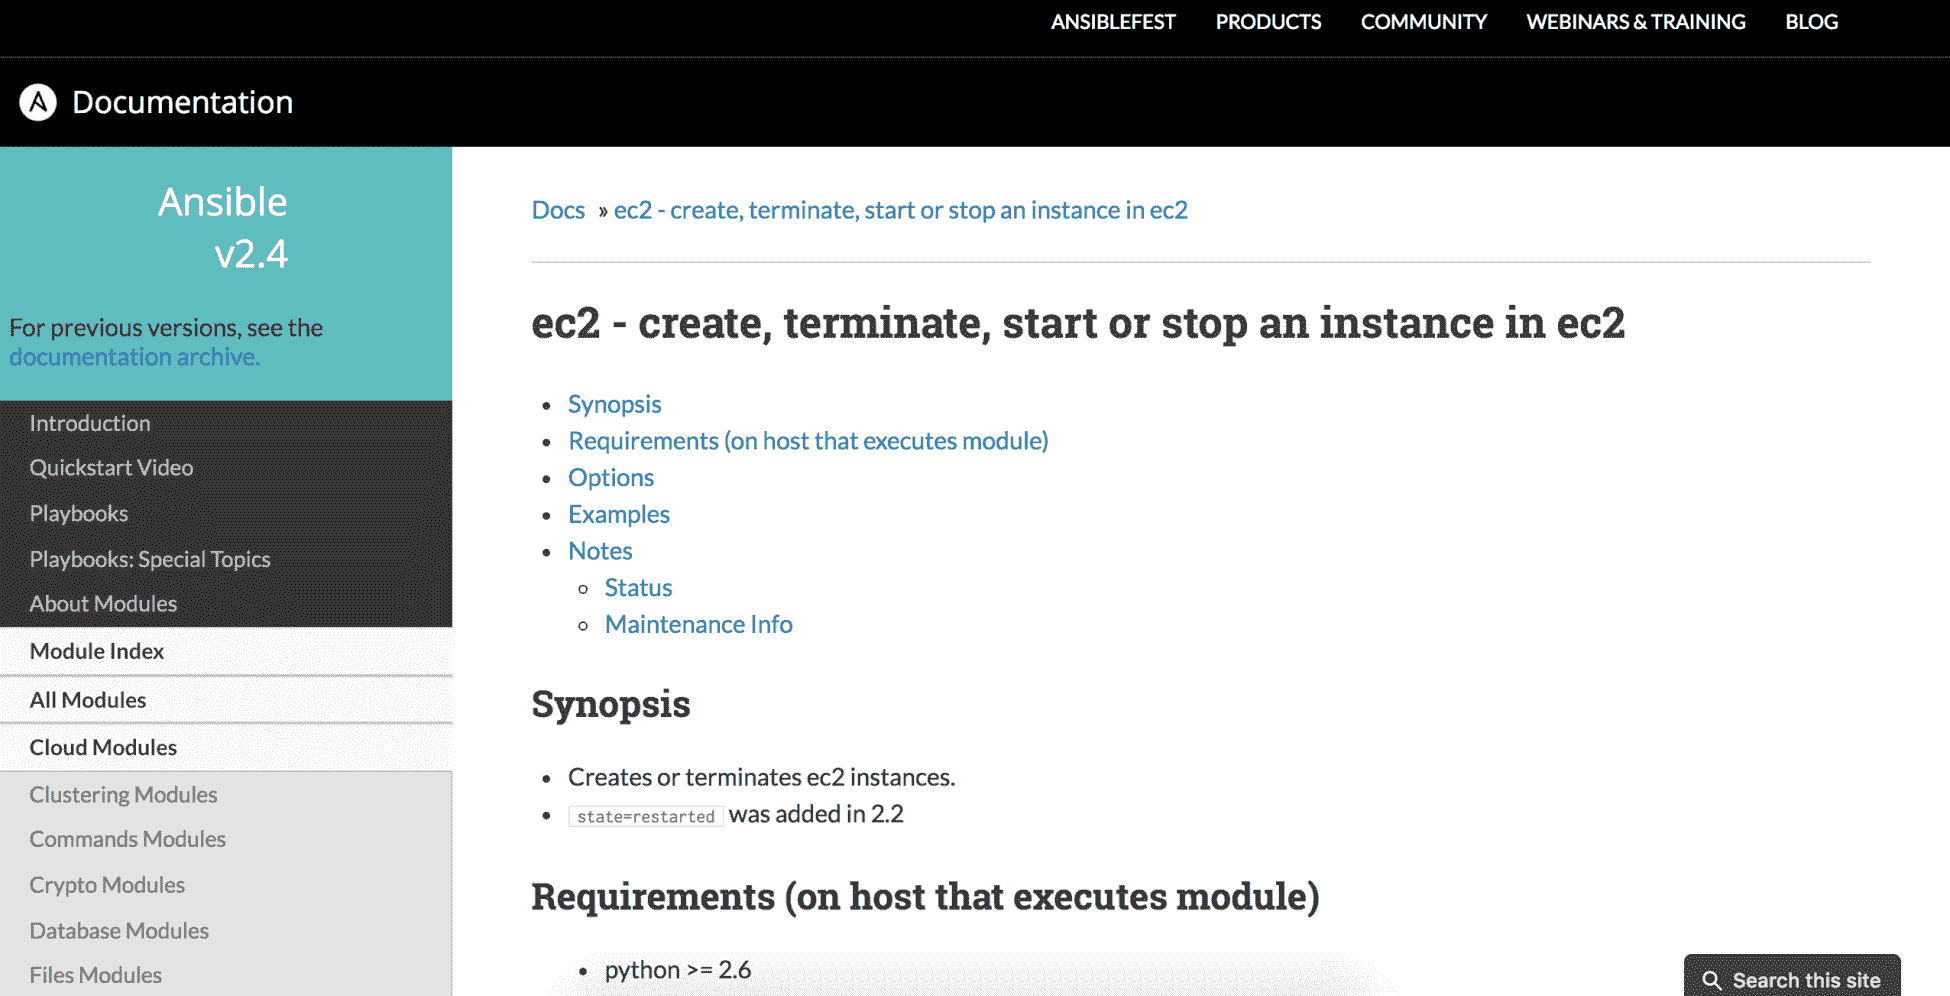 ANSIBLEFEST PRODUCTS COMMUNITY WEBINARS & TRAINING BLOG
Documentation
Ansible
v2.4
For previous versions, see the
documentation archive.
Introduction
Quickstart Video
Playbooks
Playbooks: Special Topics
About Modules
Module Index
All Modules
Cloud Modules
Clustering Modules
Commands Modules
Crypto Modules
Database Modules
Files Modules
Docs » ec2 - create, terminate, start or stop an instance in ec2
ec2 - create, terminate, start or stop an instance in ec2
• Synopsis
• Requirements (on host that executes module)
• Options
• Examples
• Notes
◦ Status
◦ Maintenance Info
Synopsis
• Creates or terminates ec2 instances.
• state=restarted was added in 2.2
Requirements (on host that executes module)
• python >= 2.6
Search this site